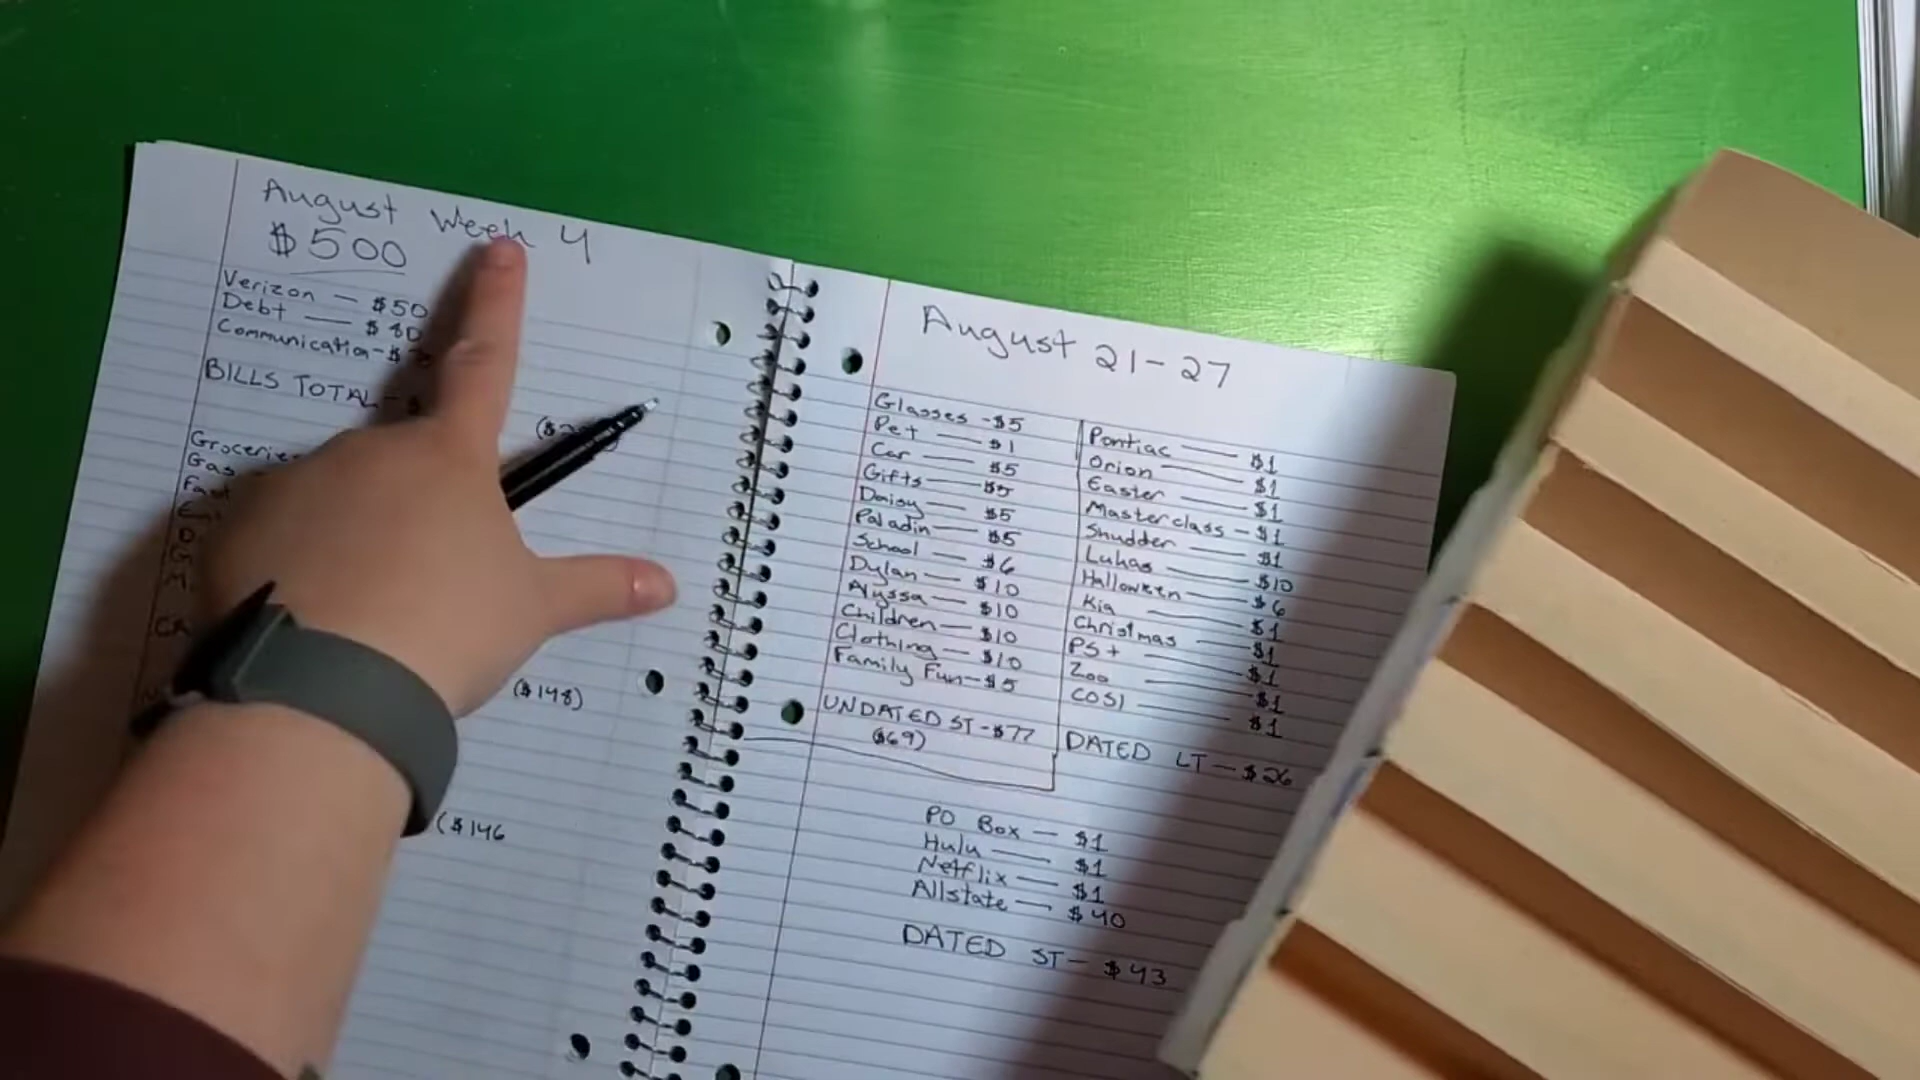 August Week 4
$500
Verizon — $50
Debt — $80
Communication - $
BILLS TOTAL - $
Groceries
Gas
Fast
($148)
($146
August 21-27
Glasses - $5
Pet — $1
Car — $5
Gifts — $5
Daisy — $5
Paladin — $5
School — $6
Dylan — $10
Alyssa — $10
Children — $10
Clothing — $10
Family Fun - $5
UNDATED ST - $77
($69)
Pontiac — $1
Orion — $1
Easter — $1
Masterclass - $1
Shudder — $1
Lukas — $10
Halloween — $6
Kia — $1
Christmas — $1
PS+ — $1
Zoo — $1
COSI — $1
DATED LT — $26
PO Box — $1
Hulu — $1
Netflix — $1
Allstate — $40
DATED ST - $43